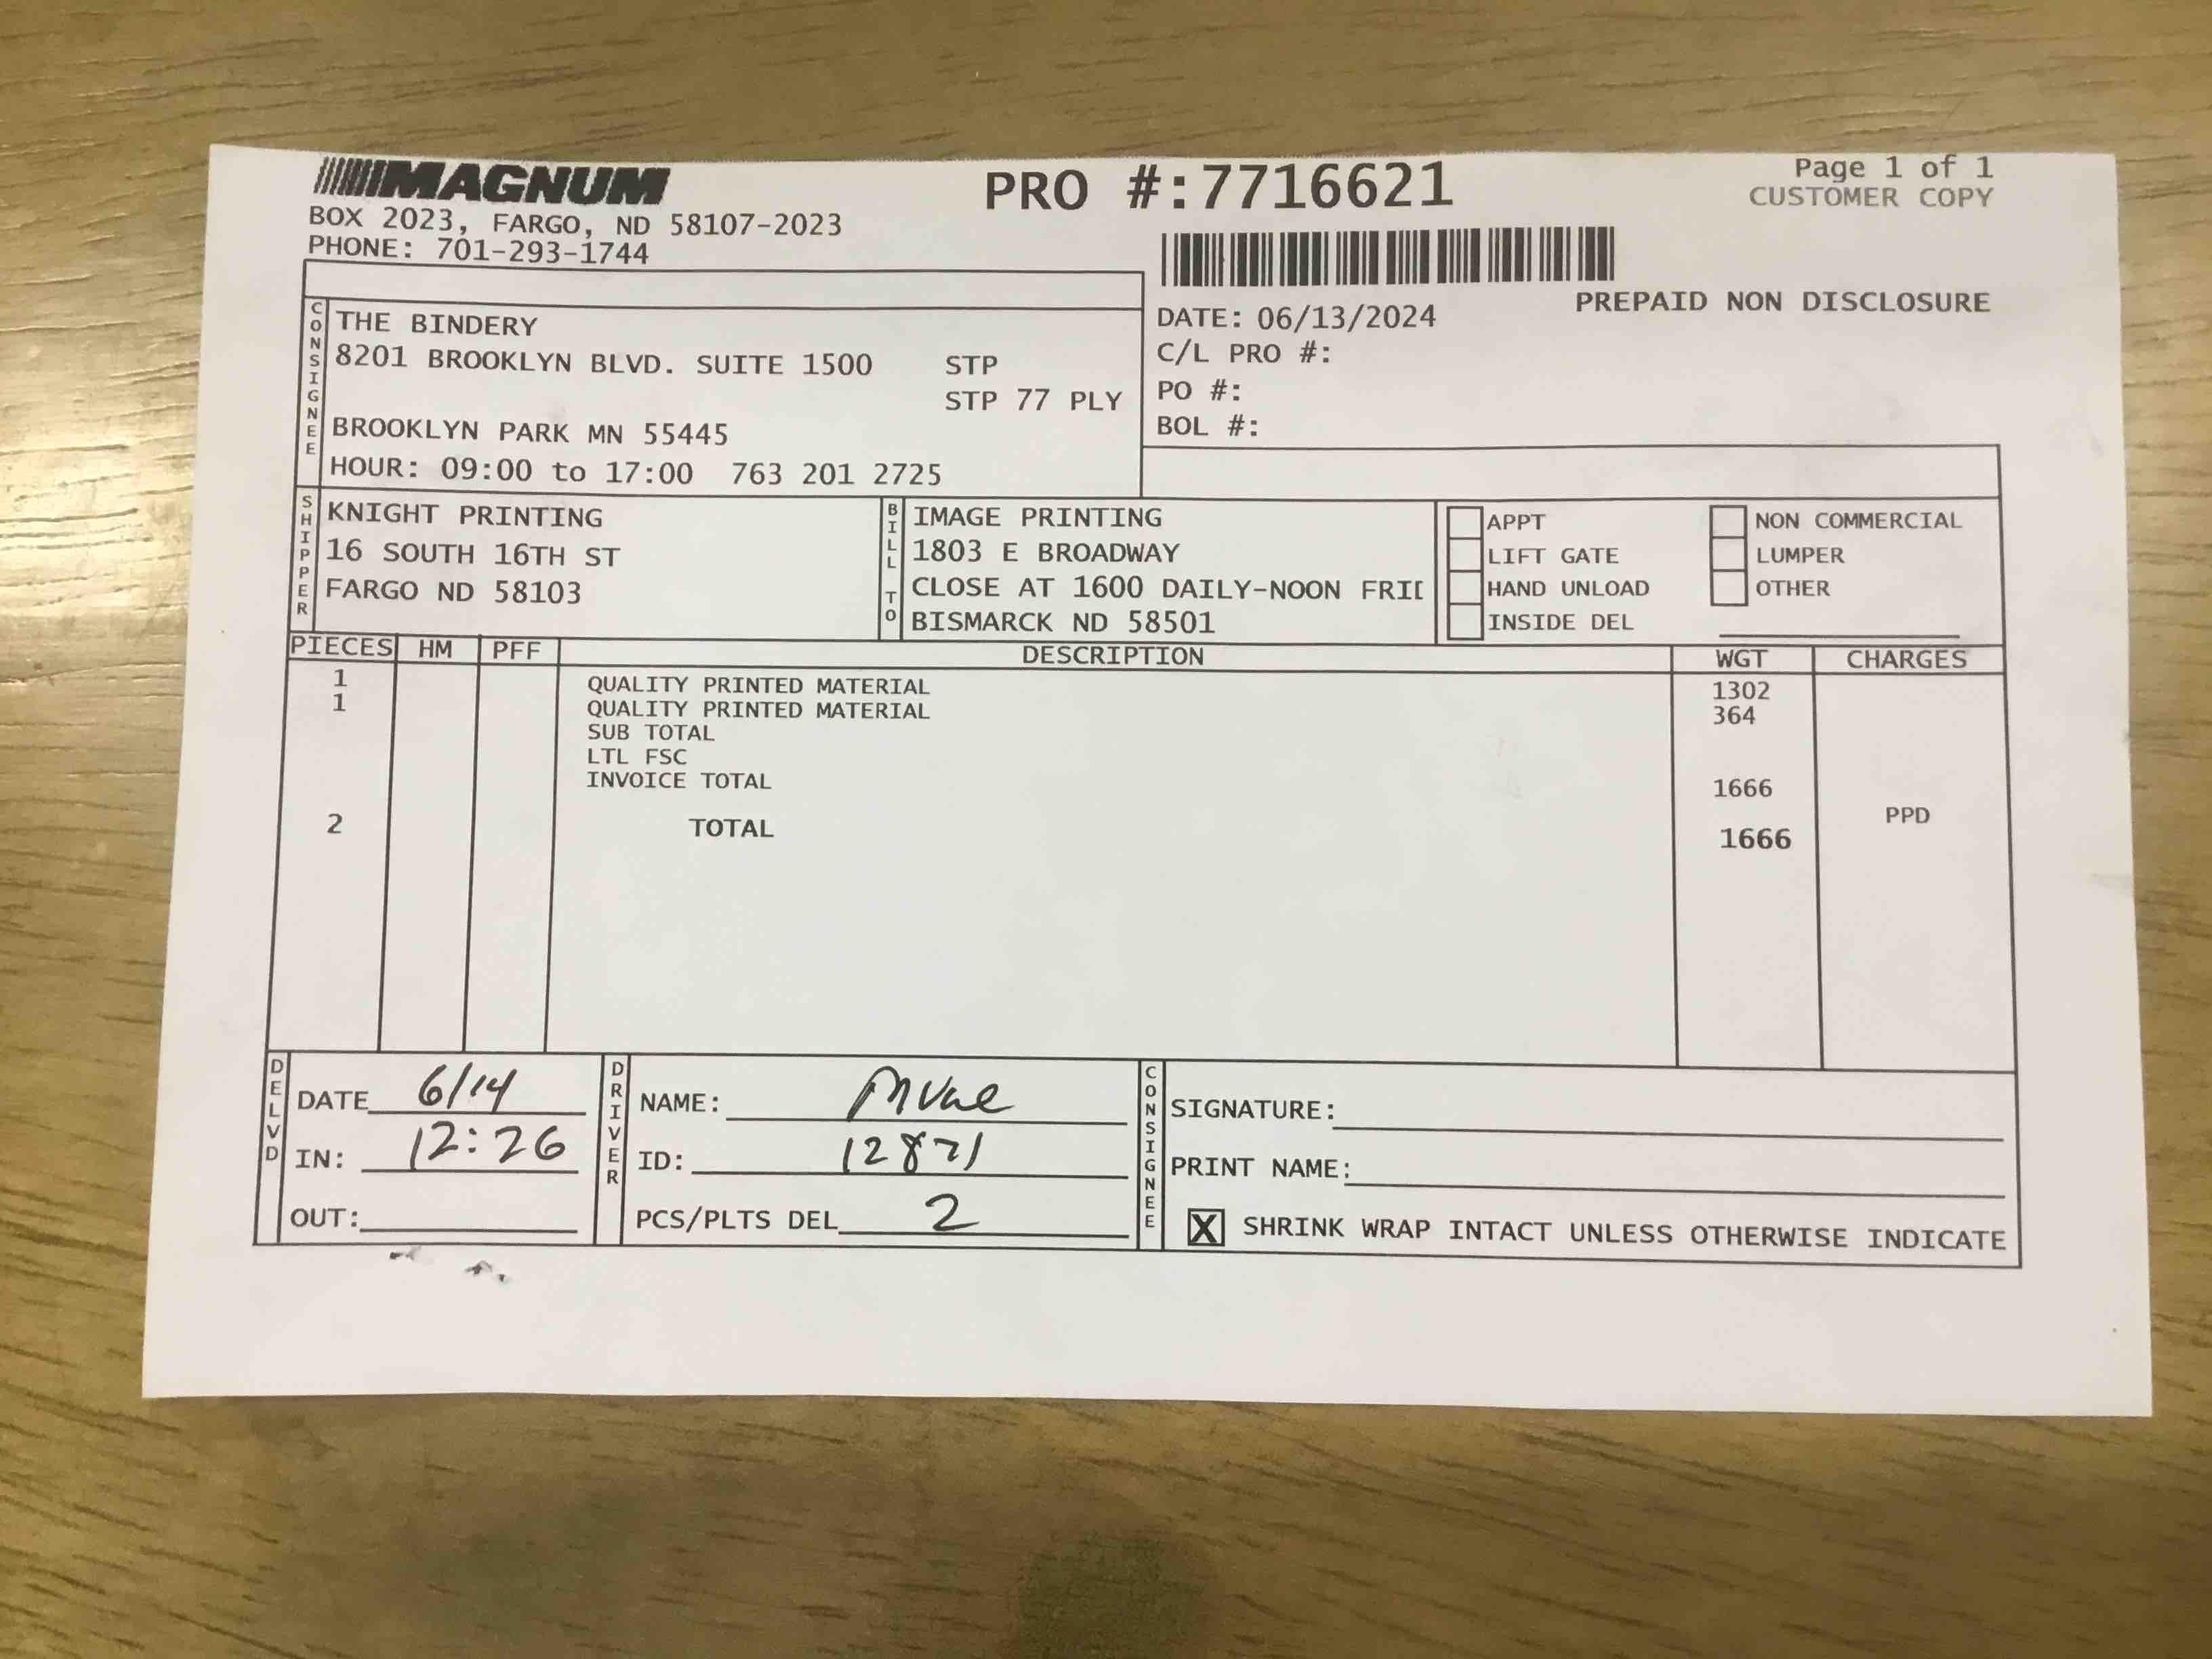 MAGNUM
BOX 2023, FARGO, ND 58107-2023
PHONE: 701-293-1744
PRO #:7716621
Page 1 of 1
CUSTOMER COPY
PREPAID NON DISCLOSURE
DATE: 06/13/2024
C/L PRO #:
PO #:
BOL #:
CONSIGNEE
THE BINDERY
8201 BROOKLYN BLVD. SUITE 1500 STP
STP 77 PLY
BROOKLYN PARK MN 55445
HOUR: 09:00 to 17:00 763 201 2725
SHIPPER
KNIGHT PRINTING
16 SOUTH 16TH ST
FARGO ND 58103
BILL TO
IMAGE PRINTING
1803 E BROADWAY
CLOSE AT 1600 DAILY-NOON FRI
BISMARCK ND 58501
APPT NON COMMERCIAL
LIFT GATE LUMPER
HAND UNLOAD OTHER
INSIDE DEL
PIECES HM PFF DESCRIPTION WGT CHARGES
1 QUALITY PRINTED MATERIAL 1302
1 QUALITY PRINTED MATERIAL 364
SUB TOTAL
LTL FSC
INVOICE TOTAL 1666
PPD
2 TOTAL 1666
DELVD
DATE 6/14
IN: 12:26
OUT:
DRIVER
NAME:
ID: 12871
PCS/PLTS DEL 2
CONSIGNEE
SIGNATURE:
PRINT NAME:
X SHRINK WRAP INTACT UNLESS OTHERWISE INDICATE